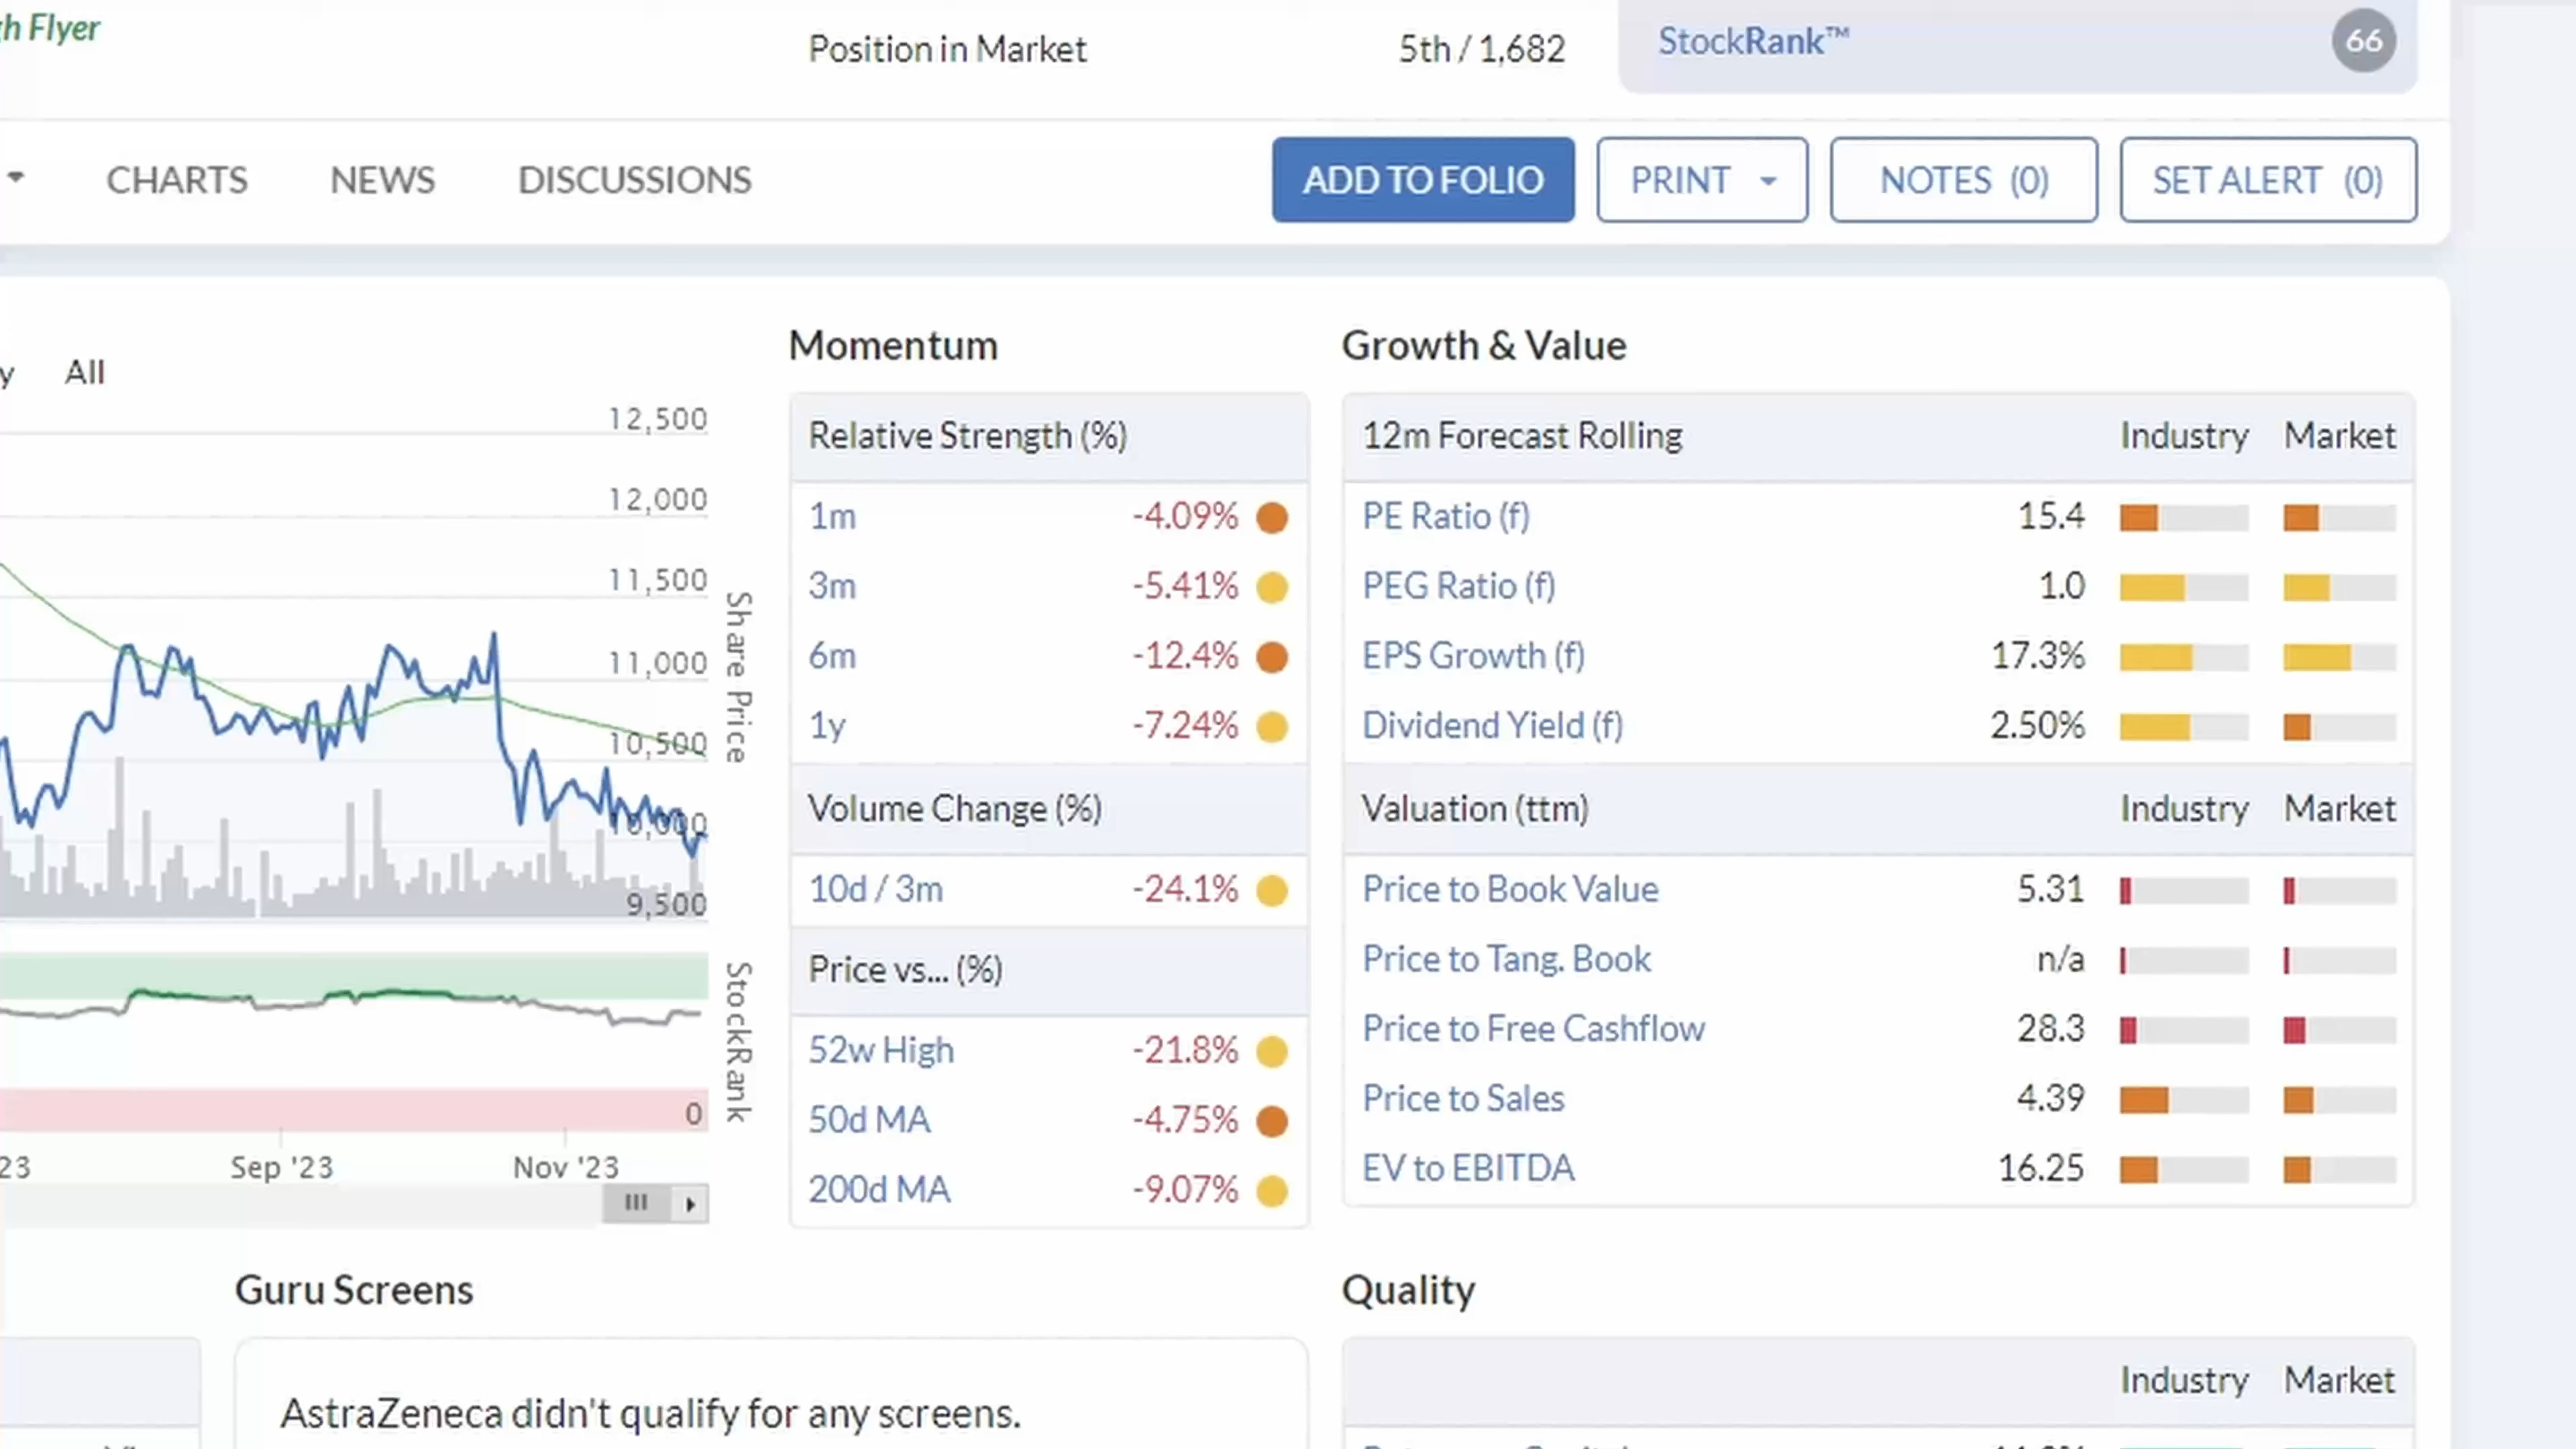 gh Flyer
Position in Market 5th / 1,682
StockRank™ 66
CHARTS NEWS DISCUSSIONS
ADD TO FOLIO PRINT NOTES (0) SET ALERT (0)
y All
12,500
12,000
11,500
11,000
10,500
10,000
9,500
Share Price
StockRank
0
23 Sep '23 Nov '23
Momentum
Relative Strength (%)
1m -4.09%
3m -5.41%
6m -12.4%
1y -7.24%
Volume Change (%)
10d / 3m -24.1%
Price vs... (%)
52w High -21.8%
50d MA -4.75%
200d MA -9.07%
Growth & Value
12m Forecast Rolling Industry Market
PE Ratio (f) 15.4
PEG Ratio (f) 1.0
EPS Growth (f) 17.3%
Dividend Yield (f) 2.50%
Valuation (ttm) Industry Market
Price to Book Value 5.31
Price to Tang. Book n/a
Price to Free Cashflow 28.3
Price to Sales 4.39
EV to EBITDA 16.25
Guru Screens
AstraZeneca didn't qualify for any screens.
Quality
Industry Market